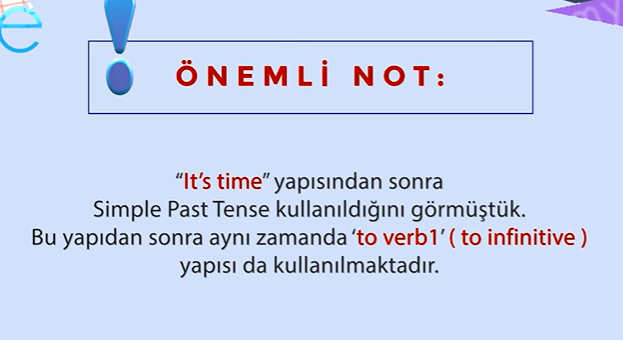 ÖNEMLİ NOT:
“It’s time” yapısından sonra
Simple Past Tense kullanıldığını görmüştük.
Bu yapıdan sonra aynı zamanda ‘to verb1’ ( to infinitive )
yapısı da kullanılmaktadır.